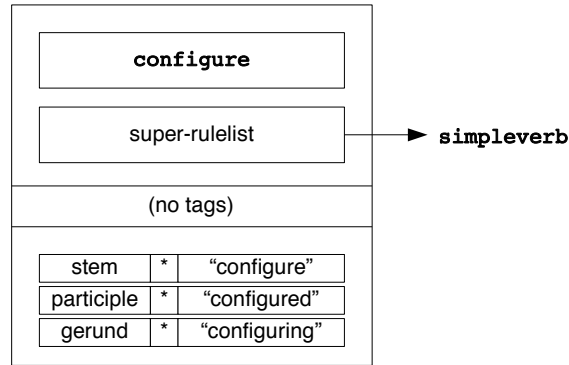 configure
super-rulelist
simpleverb
(no tags)
stem * “configure”
participle * “configured”
gerund * “configuring”